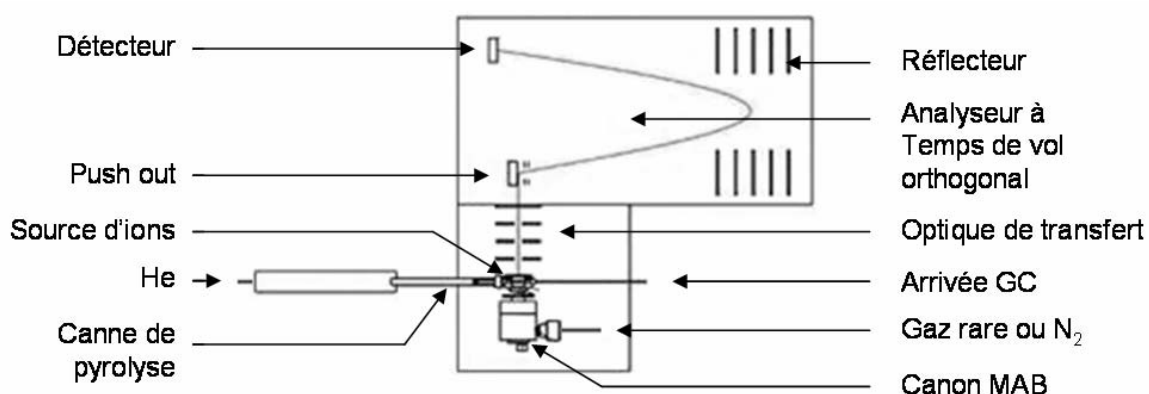 Détecteur
Push out
Source d'ions
He
Canne de
pyrolyse
Réflecteur
Analyseur à
Temps de vol
orthogonal
Optique de transfert
Arrivée GC
Gaz rare ou N₂
Canon MAB